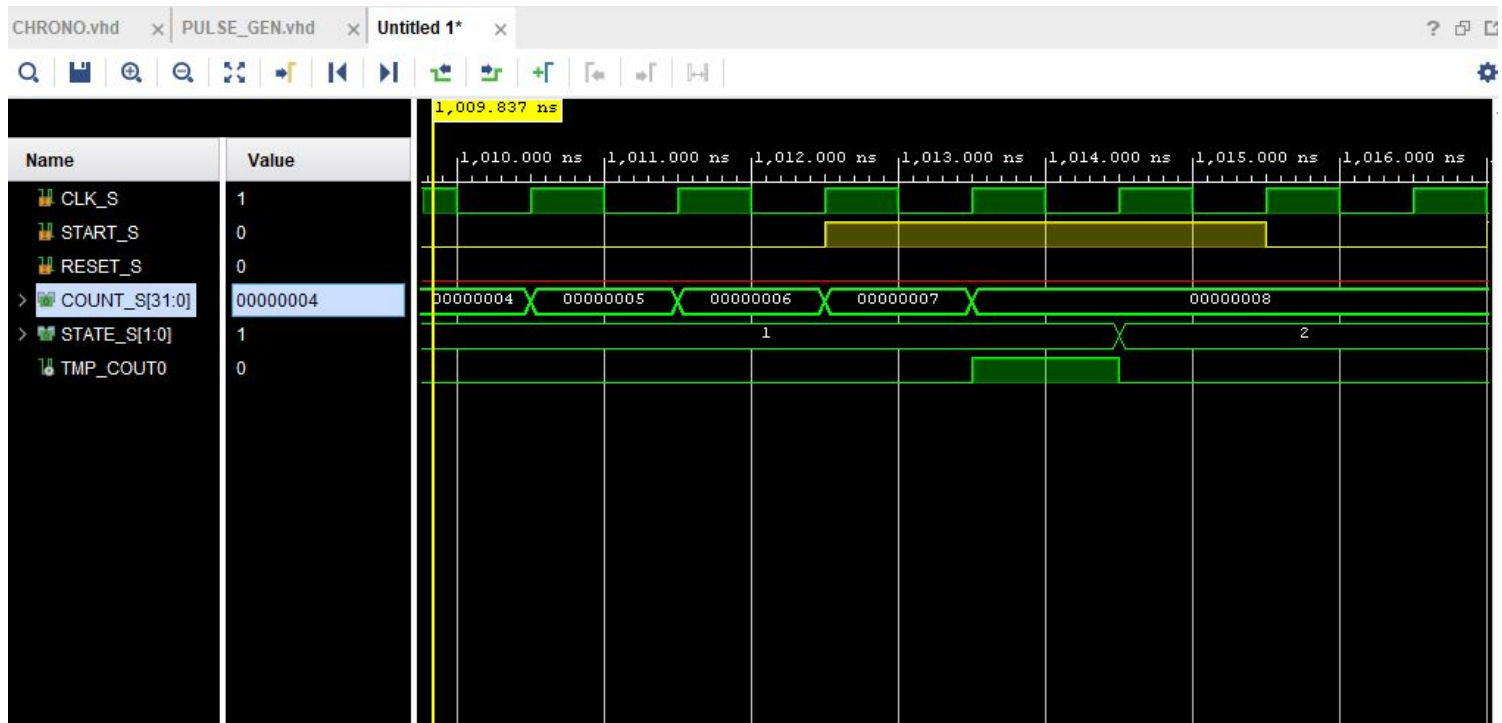 CHRONO.vhd × PULSE_GEN.vhd × Untitled 1* × ?
1,009.837 ns
Name Value 1,010.000 ns 1,011.000 ns 1,012.000 ns 1,013.000 ns 1,014.000 ns 1,015.000 ns 1,016.000 ns
CLK_S 1
START_S 0
RESET_S 0
> COUNT_S[31:0] 00000004 00000004 00000005 00000006 00000007 00000008
> STATE_S[1:0] 1 1 2
TMP_COUT0 0